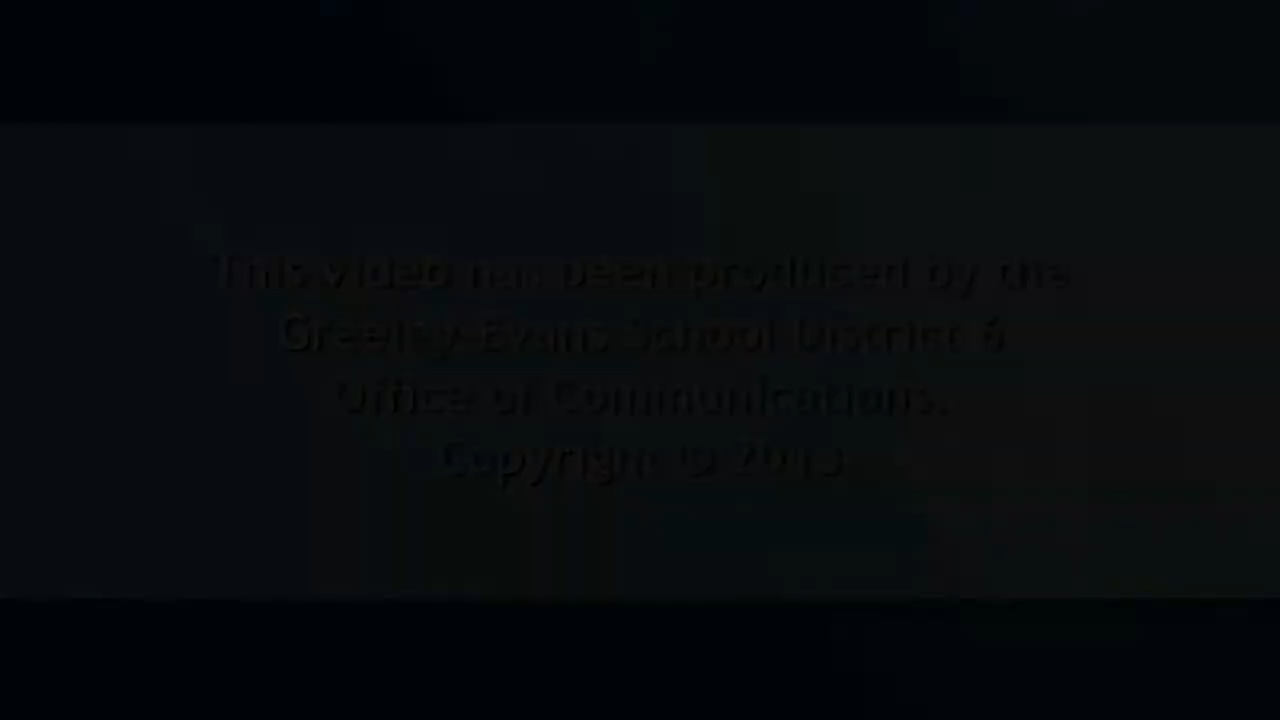 This video has been produced by the
Greeley-Evans School District 6
Office of Communications.
Copyright ©